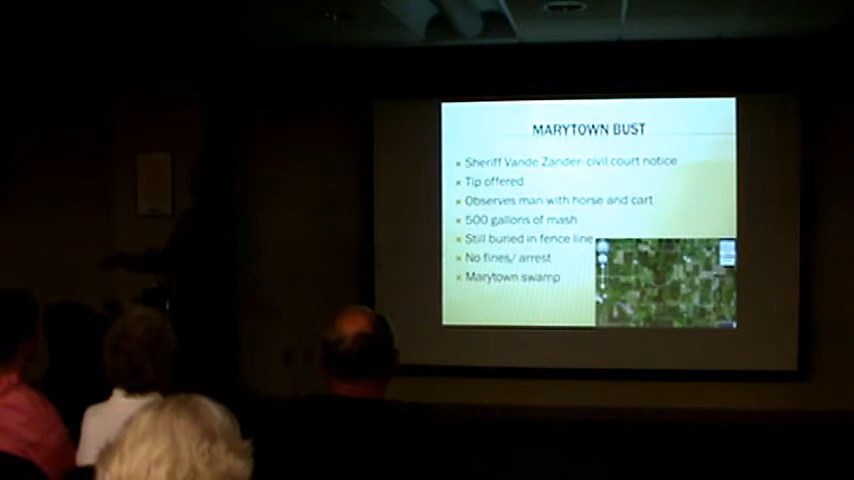 MARYTOWN BUST
Sheriff Vande Zander- civil court notice
Tip offered
Observes man with horse and cart
500 gallons of mash
Still buried in fence line
No fines/ arrest
Marytown swamp